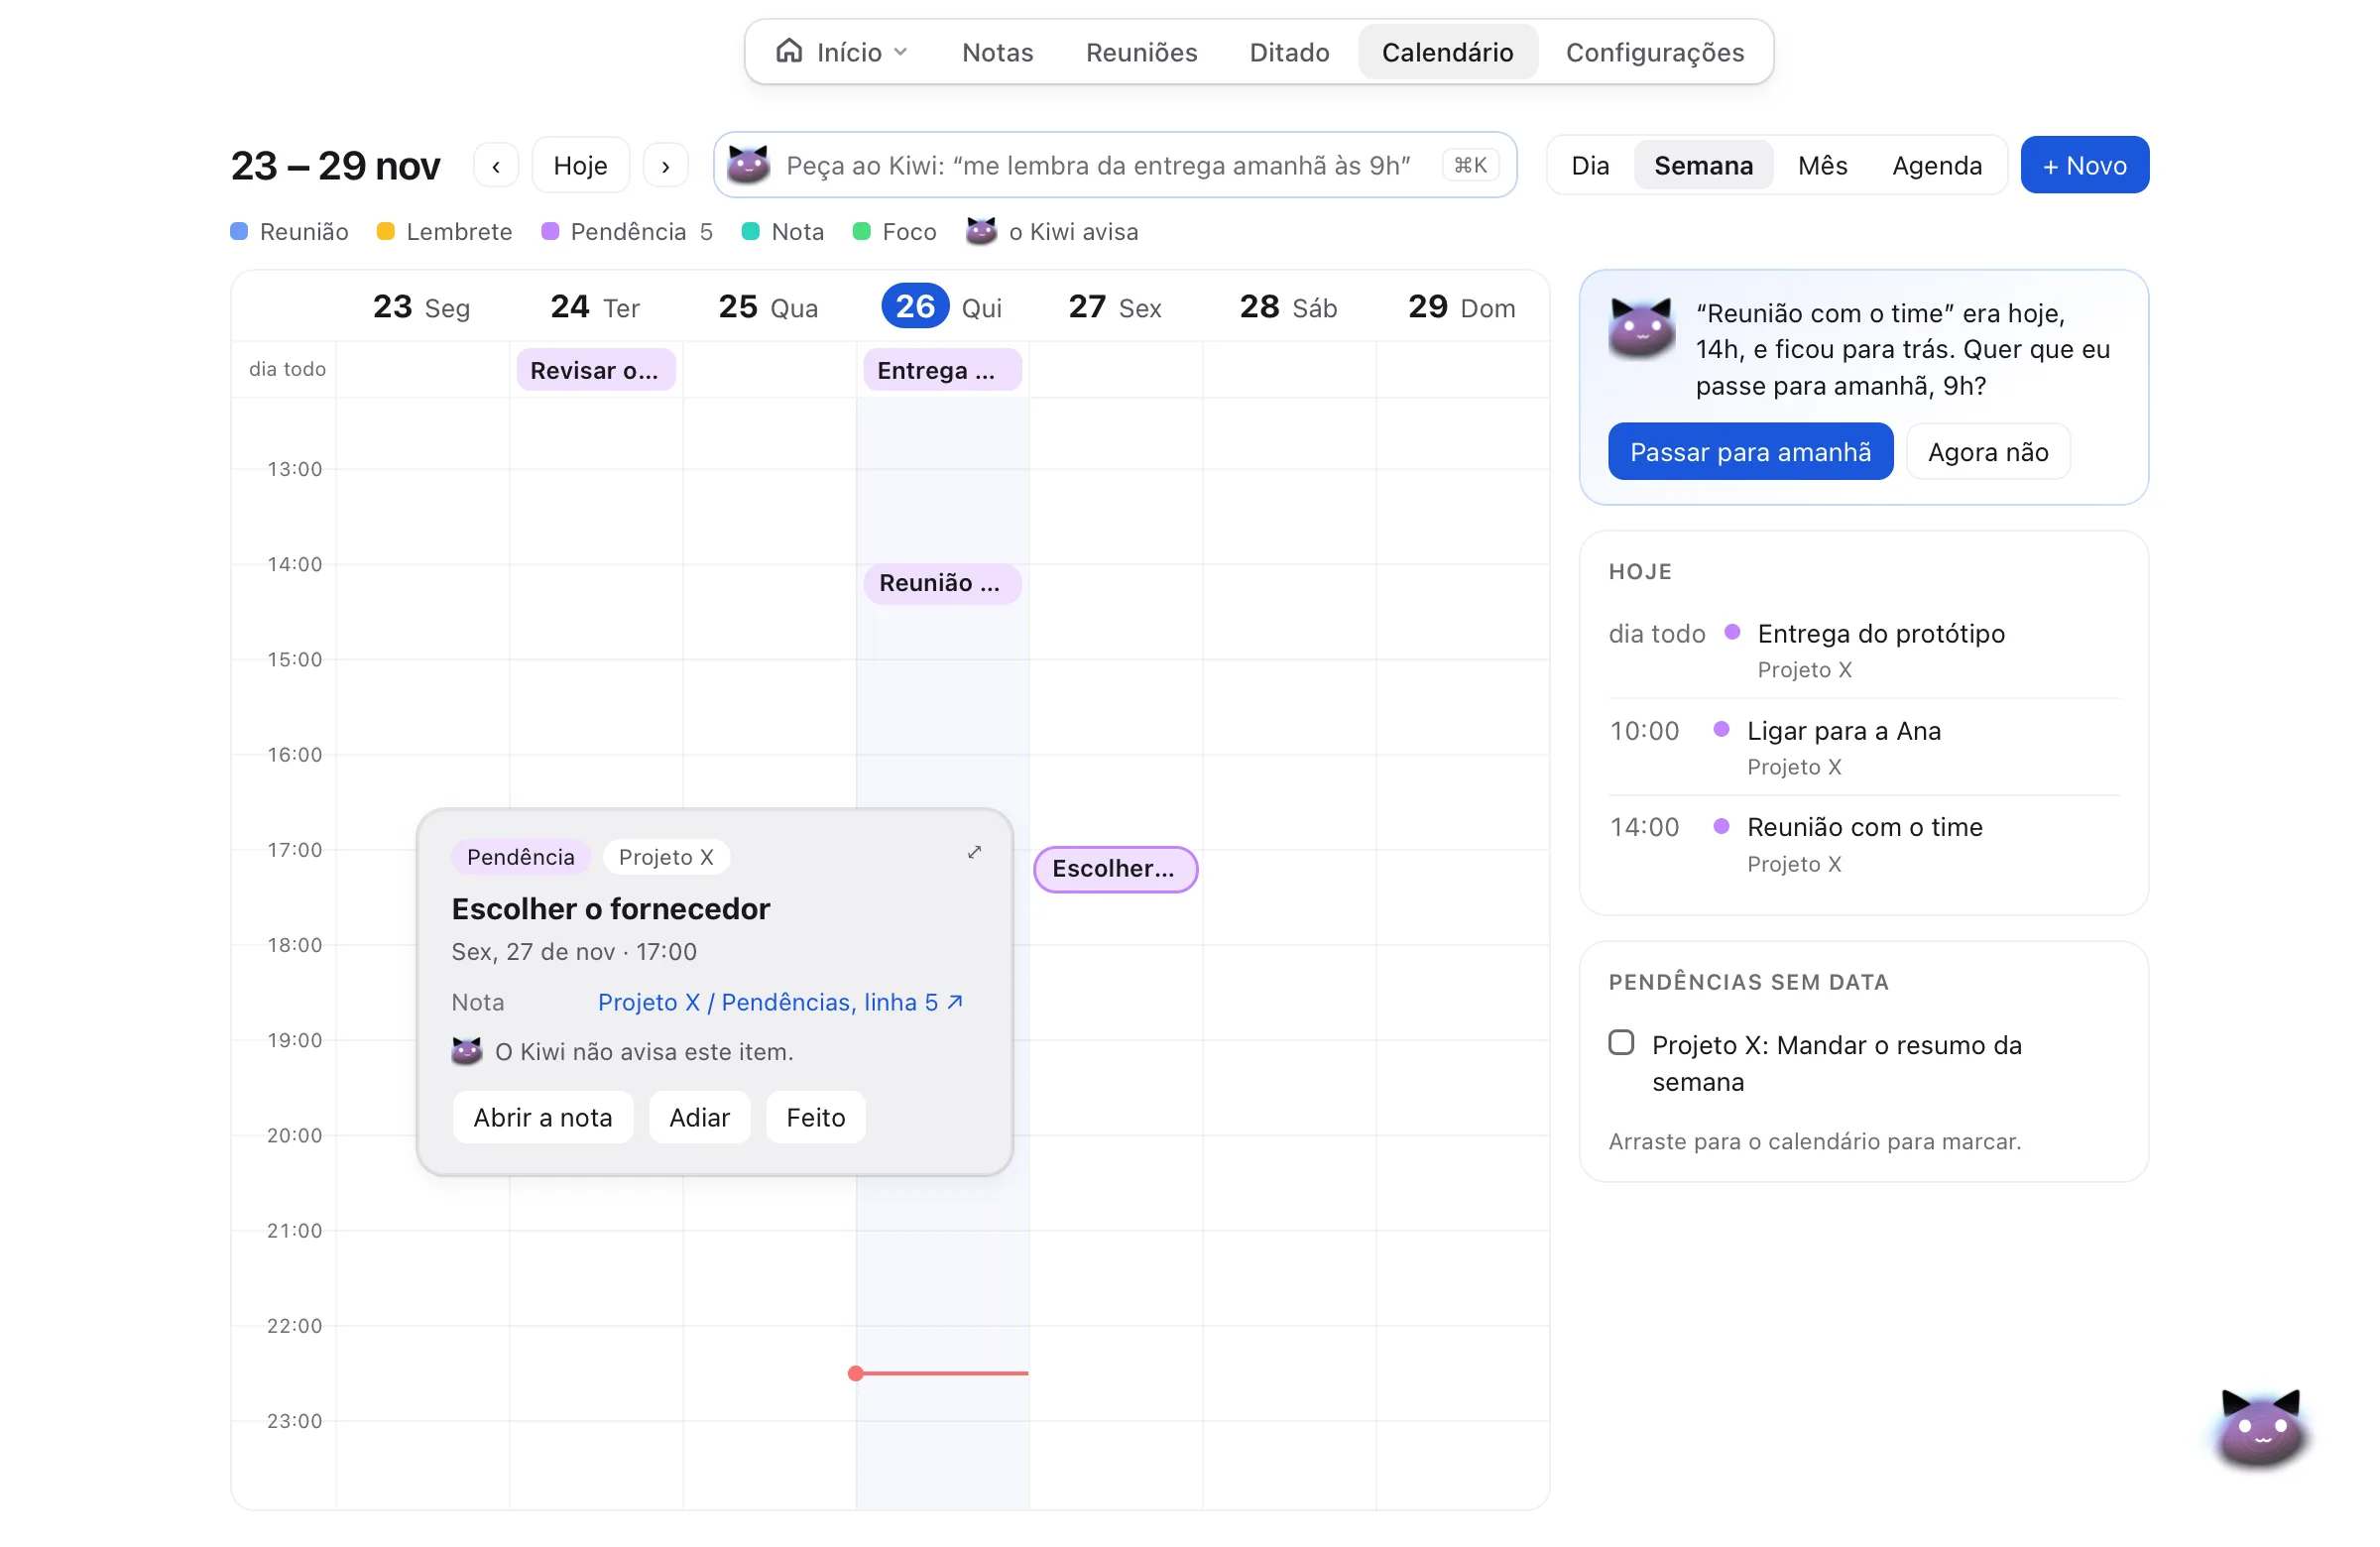 Início
Notas
Reuniões
Ditado
Calendário
Configurações
23 – 29 nov
‹
Hoje
›
Peça ao Kiwi: “me lembra da entrega amanhã às 9h”
⌘K
Dia
Semana
Mês
Agenda
+ Novo
Reunião
Lembrete
Pendência 5
Nota
Foco
o Kiwi avisa
23 Seg
24 Ter
25 Qua
26 Qui
27 Sex
28 Sáb
29 Dom
dia todo
Revisar o...
Entrega ...
13:00
14:00
Reunião ...
15:00
16:00
17:00
Escolher...
18:00
19:00
20:00
21:00
22:00
23:00
Pendência
Projeto X
Escolher o fornecedor
Sex, 27 de nov · 17:00
Nota
Projeto X / Pendências, linha 5 ↗
O Kiwi não avisa este item.
Abrir a nota
Adiar
Feito
“Reunião com o time” era hoje,
14h, e ficou para trás. Quer que eu
passe para amanhã, 9h?
Passar para amanhã
Agora não
HOJE
dia todo
Entrega do protótipo
Projeto X
10:00
Ligar para a Ana
Projeto X
14:00
Reunião com o time
Projeto X
PENDÊNCIAS SEM DATA
Projeto X: Mandar o resumo da
semana
Arraste para o calendário para marcar.